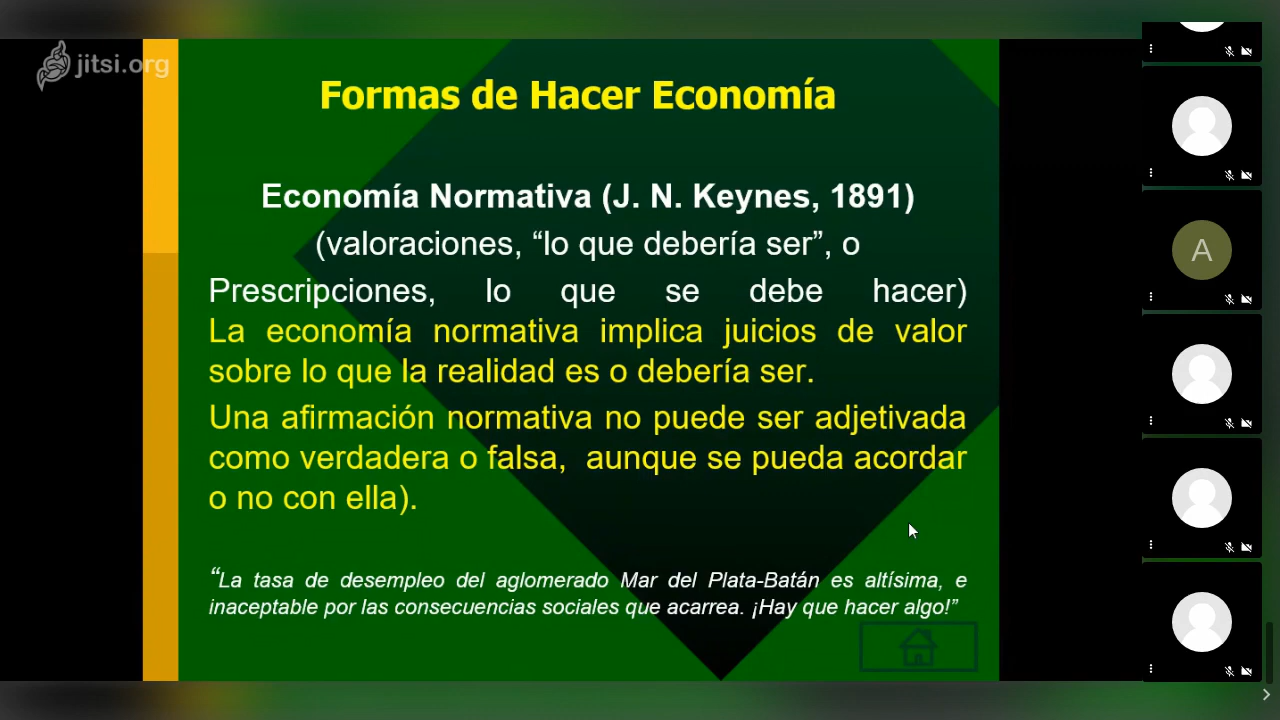 jitsi.org
Formas de Hacer Economía
Economía Normativa (J. N. Keynes, 1891)
(valoraciones, “lo que debería ser”, o
Prescripciones, lo que se debe hacer)
La economía normativa implica juicios de valor
sobre lo que la realidad es o debería ser.
Una afirmación normativa no puede ser adjetivada
como verdadera o falsa, aunque se pueda acordar
o no con ella).
“La tasa de desempleo del aglomerado Mar del Plata-Batán es altísima, e
inaceptable por las consecuencias sociales que acarrea. ¡Hay que hacer algo!”
A